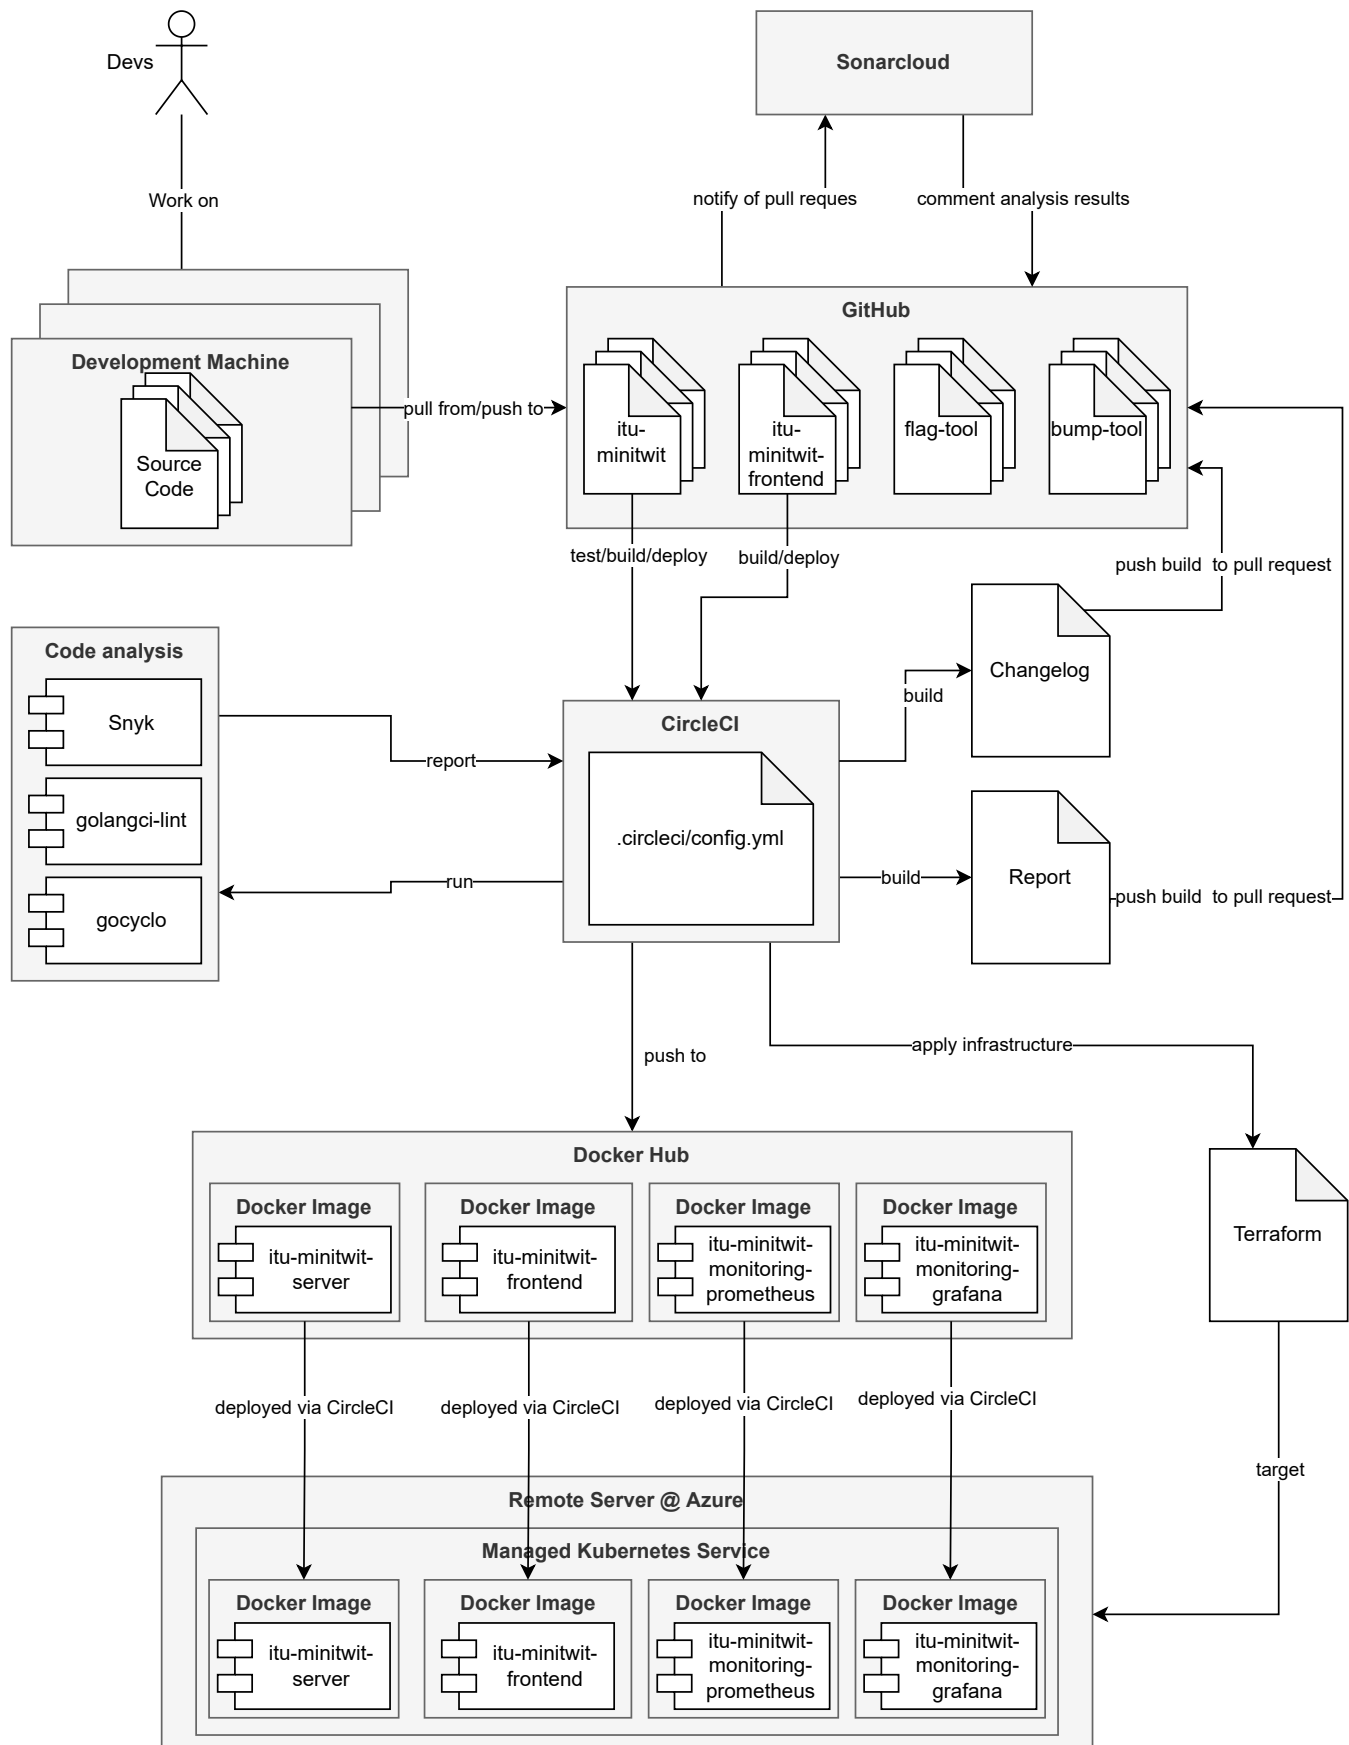 Devs
Sonarcloud
Work on
notify of pull reques
comment analysis results
GitHub
Development Machine
Source
Code
pull from/push to
itu-
minitwit
itu-
minitwit-
frontend
flag-tool
bump-tool
test/build/deploy
build/deploy
push build  to pull request
Code analysis
Snyk
golangci-lint
gocyclo
report
run
CircleCI
.circleci/config.yml
build
Changelog
build
Report
push build  to pull request
push to
apply infrastructure
Docker Hub
Docker Image
itu-minitwit-
server
Docker Image
itu-minitwit-
frontend
Docker Image
itu-minitwit-
monitoring-
prometheus
Docker Image
itu-minitwit-
monitoring-
grafana
Terraform
deployed via CircleCI
deployed via CircleCI
deployed via CircleCI
deployed via CircleCI
target
Remote Server @ Azure
Managed Kubernetes Service
Docker Image
itu-minitwit-
server
Docker Image
itu-minitwit-
frontend
Docker Image
itu-minitwit-
monitoring-
prometheus
Docker Image
itu-minitwit-
monitoring-
grafana